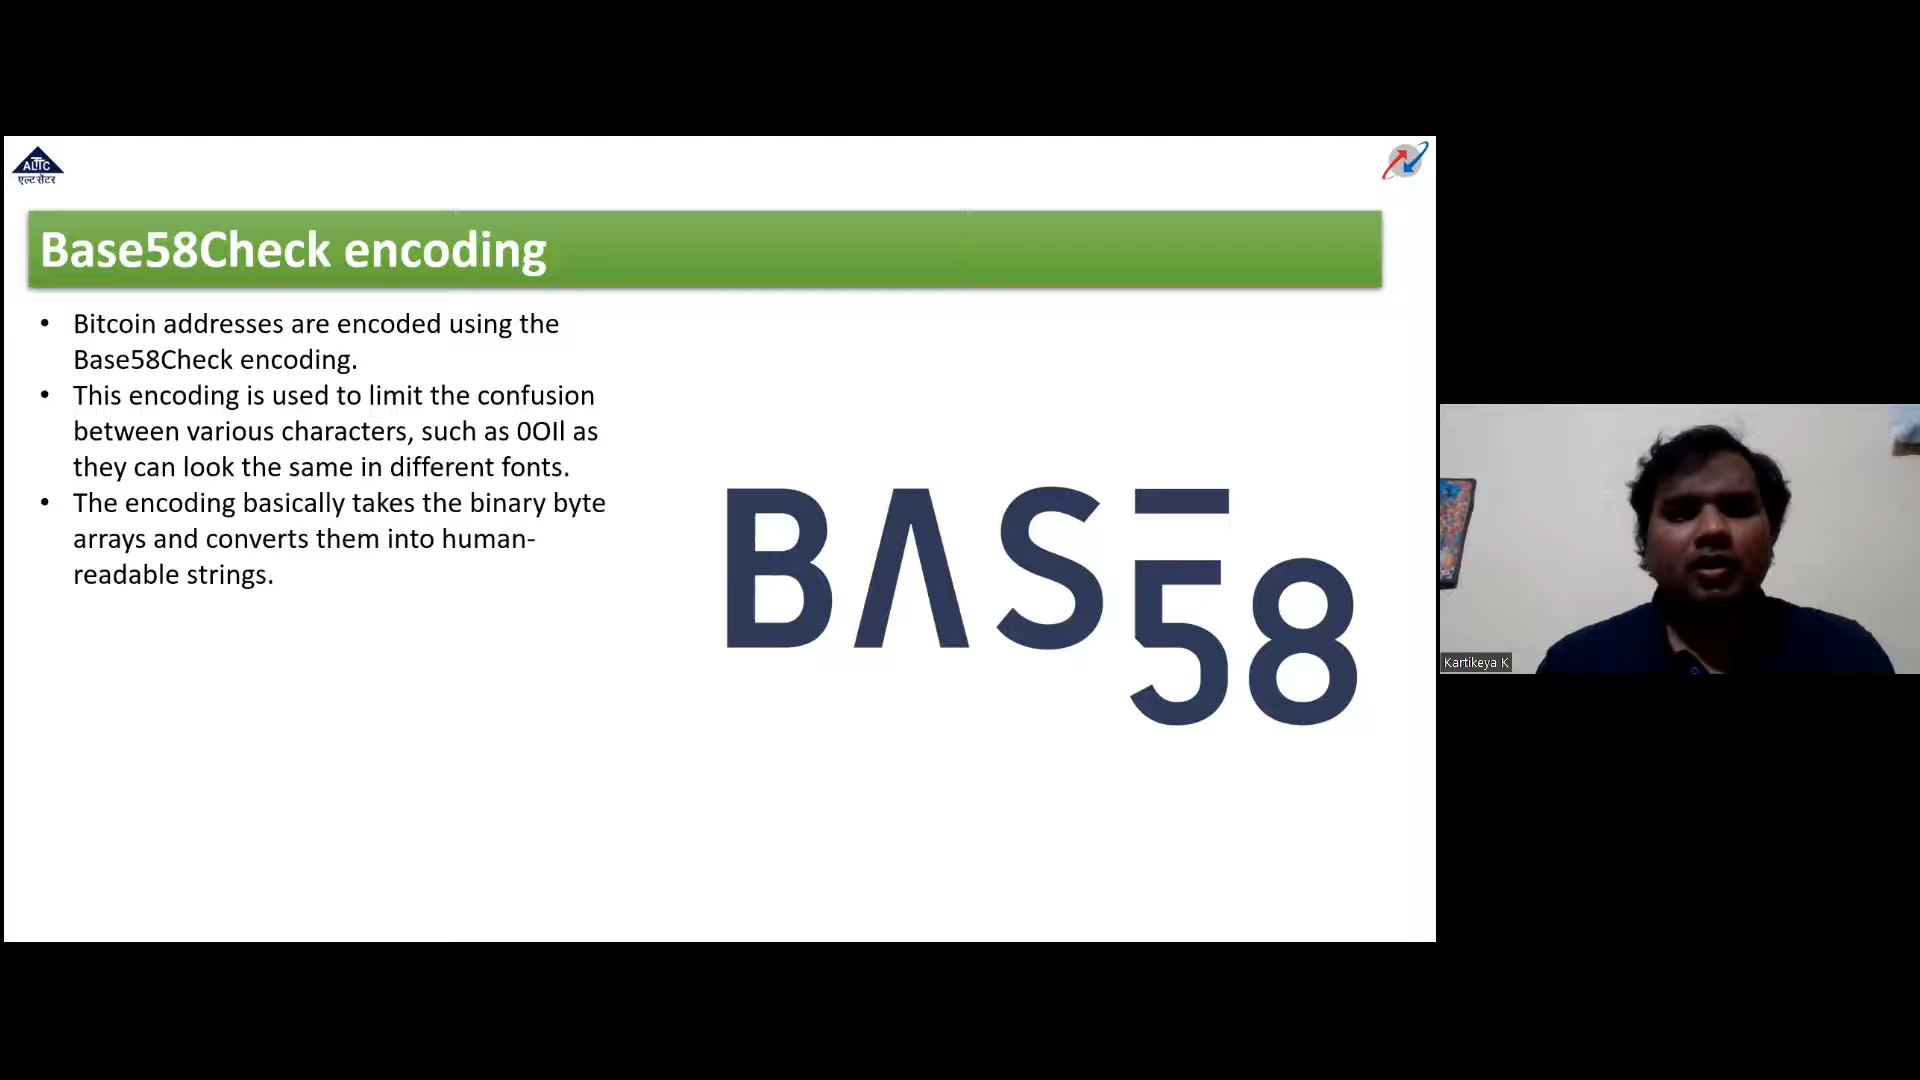 ALTTC
एल्ट सेंटर
Base58Check encoding
• Bitcoin addresses are encoded using the
Base58Check encoding.
• This encoding is used to limit the confusion
between various characters, such as 0OIl as
they can look the same in different fonts.
• The encoding basically takes the binary byte
arrays and converts them into human-
readable strings.
BASE
58
Kartikeya K